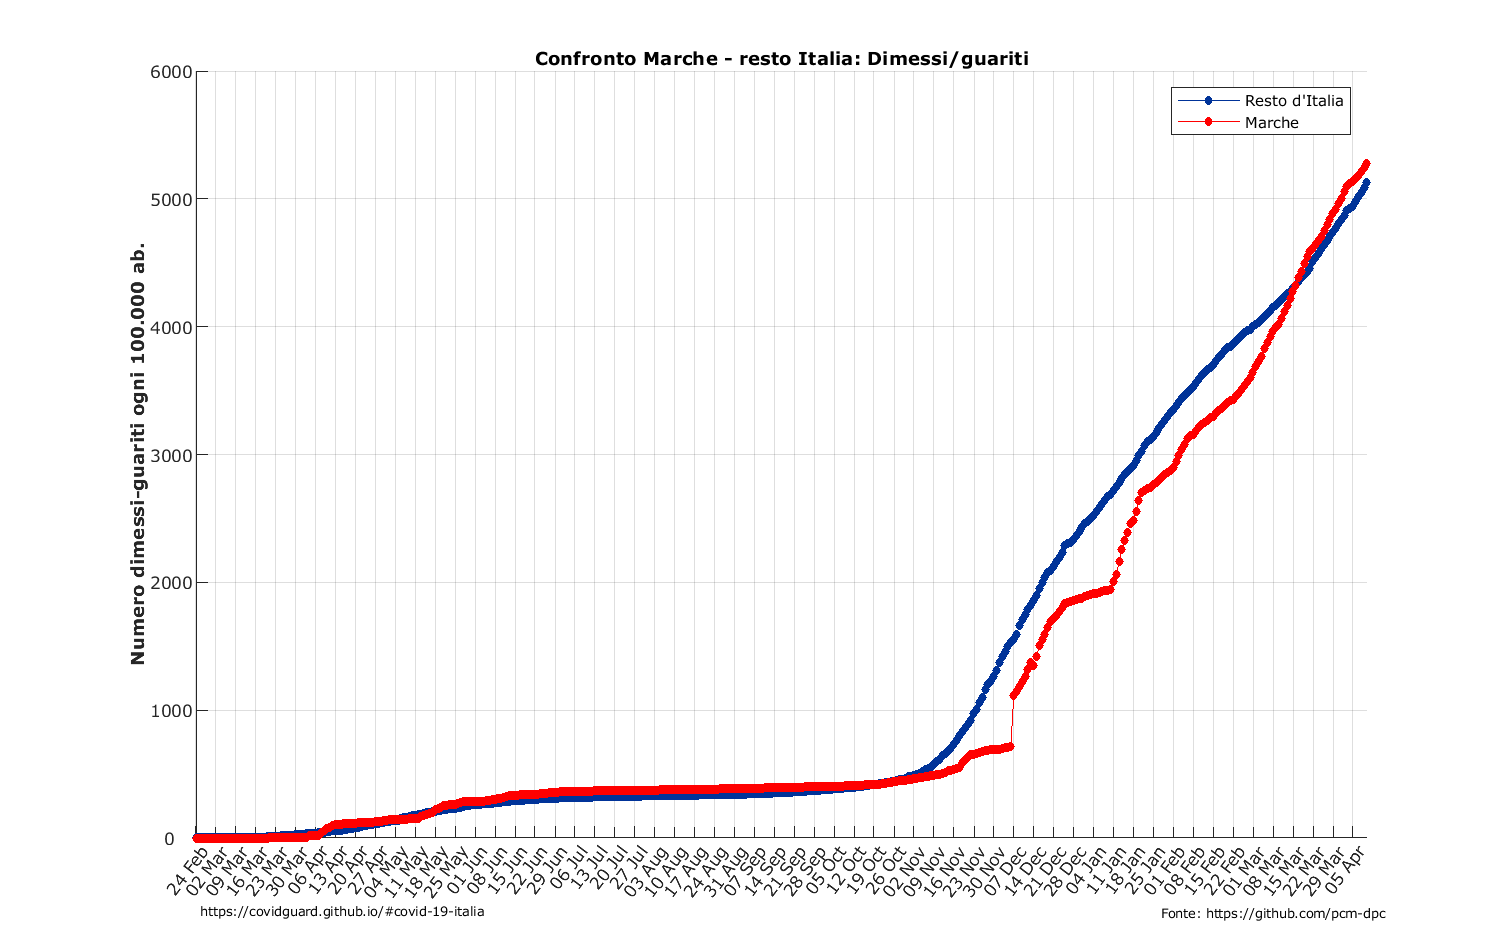 Confronto Marche - resto Italia: Dimessi/guariti
Resto d'Italia
Marche
Numero dimessi-guariti ogni 100.000 ab.
6000
5000
4000
3000
2000
1000
0
24 Feb
02 Mar
09 Mar
16 Mar
23 Mar
30 Mar
06 Apr
13 Apr
20 Apr
27 Apr
04 May
11 May
18 May
25 May
01 Jun
08 Jun
15 Jun
22 Jun
29 Jun
06 Jul
13 Jul
20 Jul
27 Jul
03 Aug
10 Aug
17 Aug
24 Aug
31 Aug
07 Sep
14 Sep
21 Sep
28 Sep
05 Oct
12 Oct
19 Oct
26 Oct
02 Nov
09 Nov
16 Nov
23 Nov
30 Nov
07 Dec
14 Dec
21 Dec
28 Dec
04 Jan
11 Jan
18 Jan
25 Jan
01 Feb
08 Feb
15 Feb
22 Feb
01 Mar
08 Mar
15 Mar
22 Mar
29 Mar
05 Apr
https://covidguard.github.io/#covid-19-italia
Fonte: https://github.com/pcm-dpc